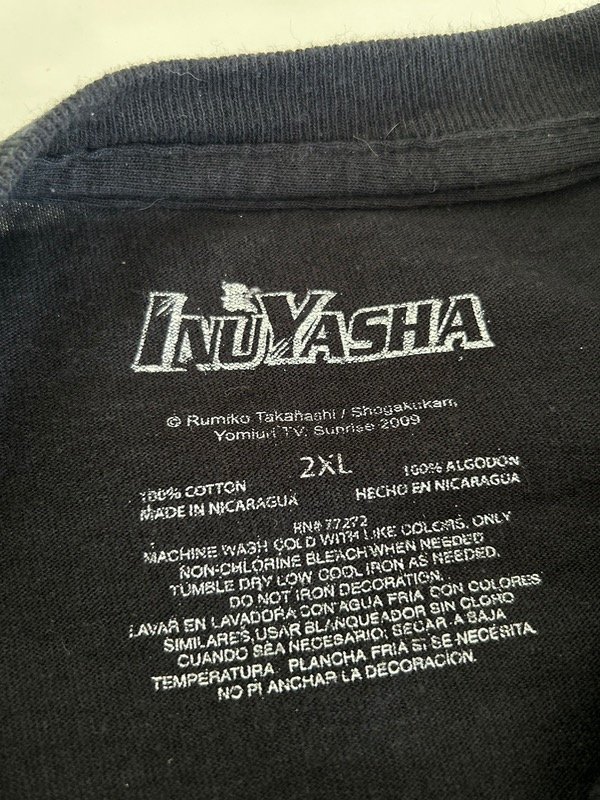 INUYASHA
© Rumiko Takahashi / Shogakukan,
Yomiuri TV, Sunrise 2009
2XL
100% COTTON
MADE IN NICARAGUA
100% ALGODON
HECHO EN NICARAGUA
RN# 77272
MACHINE WASH COLD WITH LIKE COLORS, ONLY
NON-CHLORINE BLEACH WHEN NEEDED
TUMBLE DRY LOW COOL IRON AS NEEDED.
DO NOT IRON DECORATION.
LAVAR EN LAVADORA CON AGUA FRIA CON COLORES
SIMILARES, USAR BLANQUEADOR SIN CLORO
CUANDO SEA NECESARIO; SECAR A BAJA
TEMPERATURA PLANCHA FRIA SI SE NECESITA
NO PLANCHAR LA DECORACIÓN.